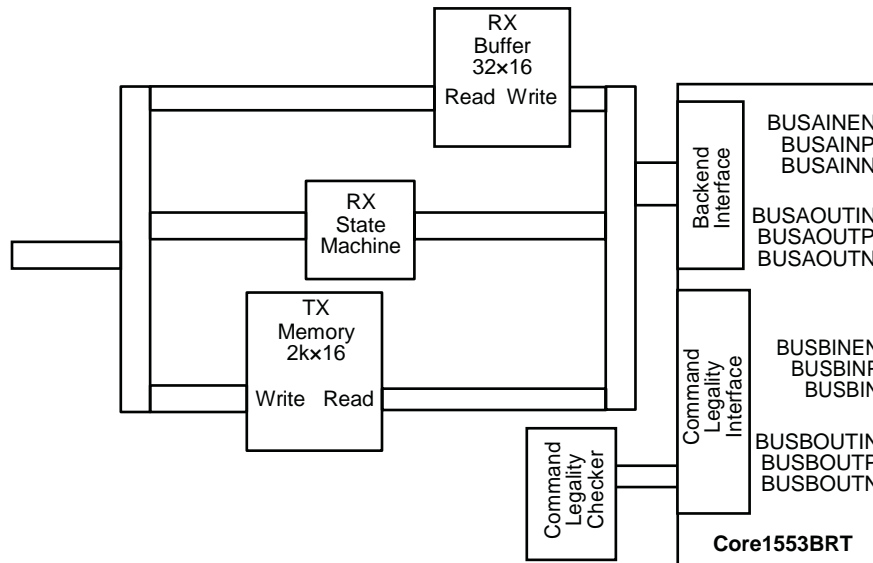 RX
Buffer
32×16
Read Write
RX
State
Machine
TX
Memory
2k×16
Write Read
Command
Legality
Checker
Backend
Interface
Command
Legality
Interface
BUSAINEN
BUSAINP
BUSAINN
BUSAOUTIN
BUSAOUTP
BUSAOUTN
BUSBINEN
BUSBINP
BUSBIN
BUSBOUTIN
BUSBOUTP
BUSBOUTN
Core1553BRT